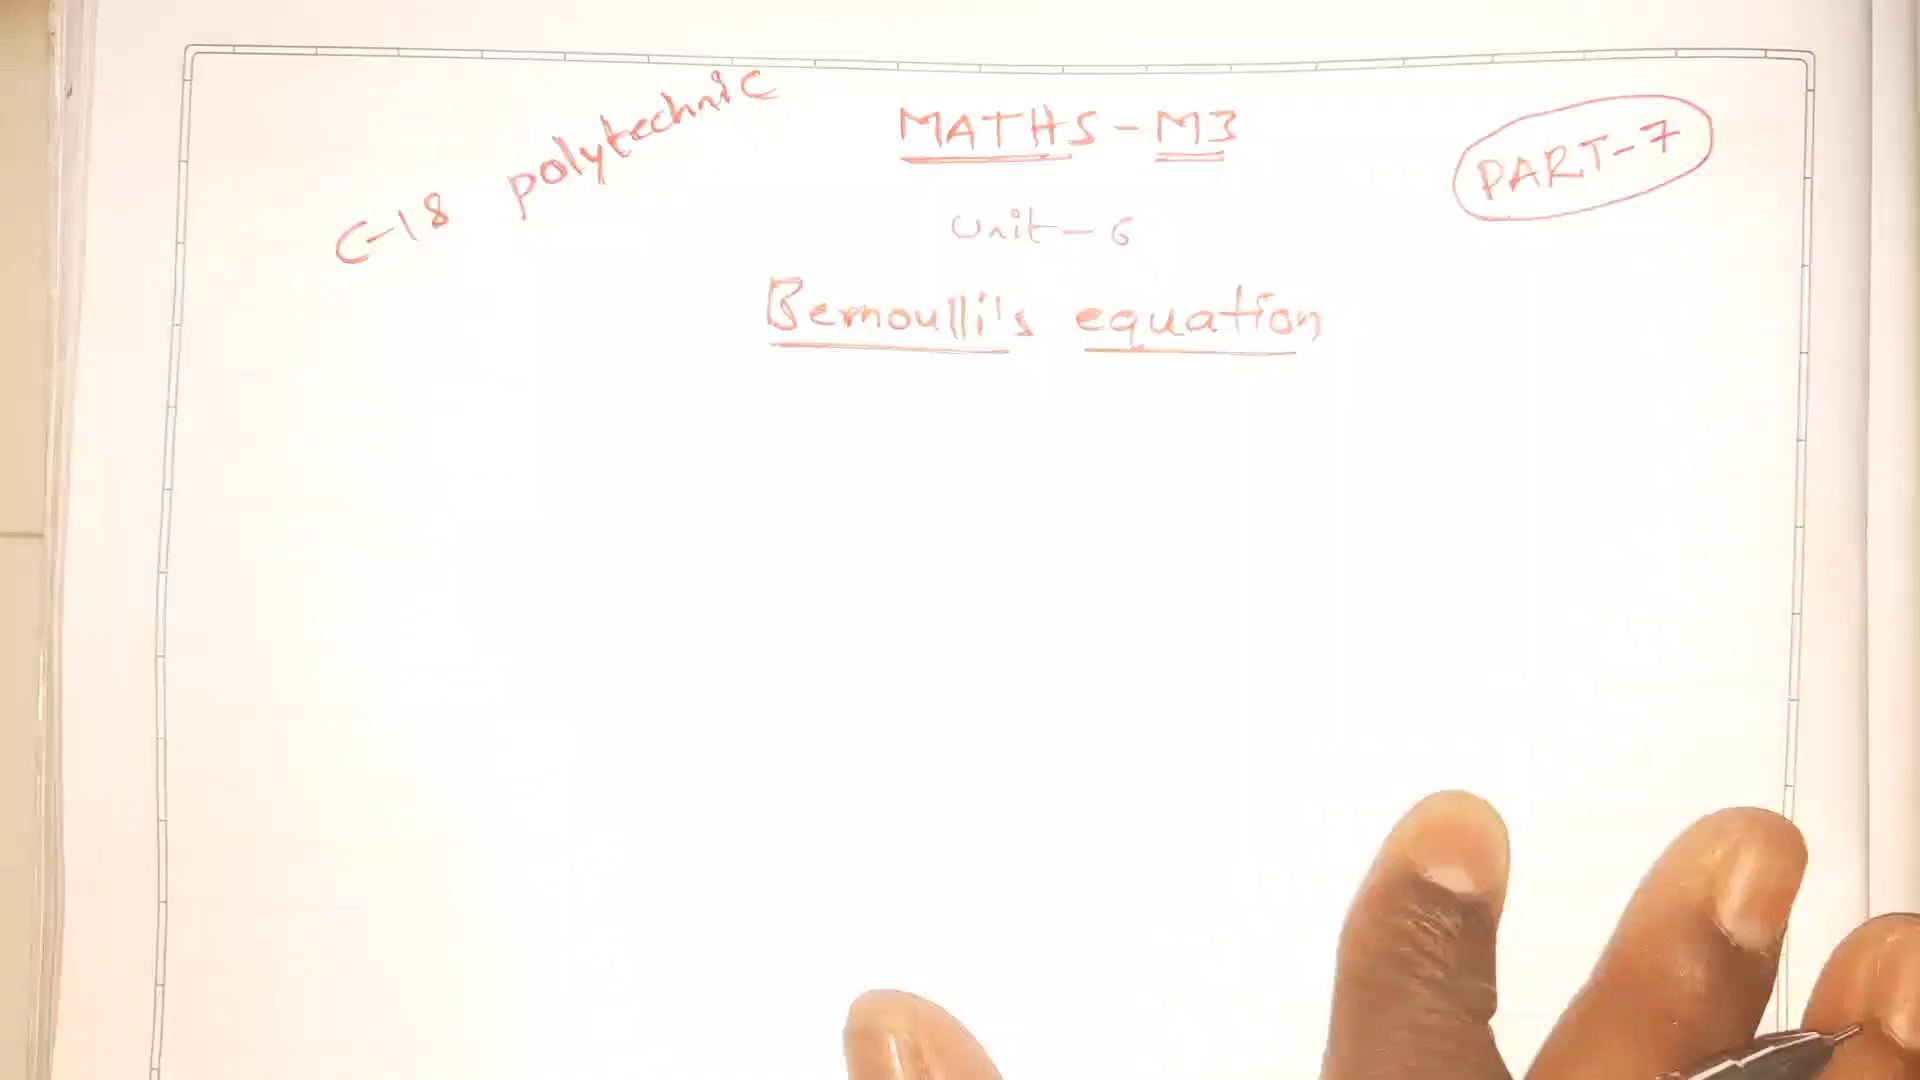 C-18 polytechnic
MATHS - M3
PART-7
Unit - 6
Bernoulli's equation